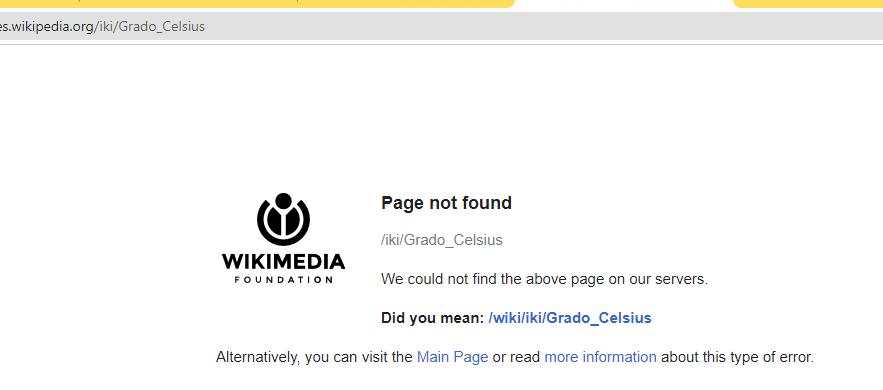 es.wikipedia.org/iki/Grado_Celsius
Page not found
/iki/Grado_Celsius
WIKIMEDIA
FOUNDATION
We could not find the above page on our servers.
Did you mean: /wiki/iki/Grado_Celsius
Alternatively, you can visit the Main Page or read more information about this type of error.